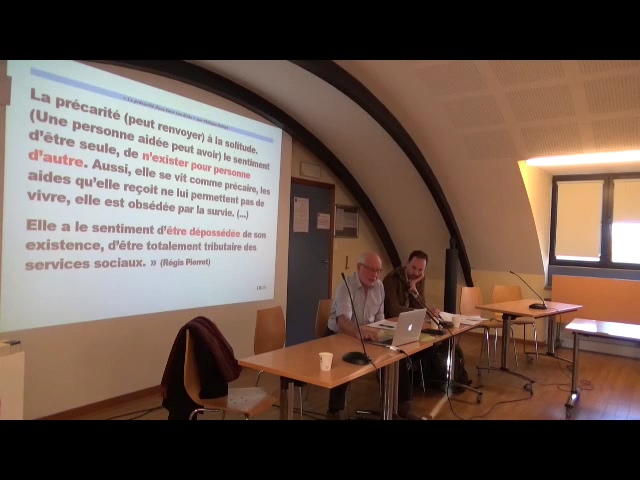 La précarité (peut renvoyer) à la solitude.
(Une personne aidée peut avoir) le sentiment
d'être seule, de n'exister pour personne
d'autre. Aussi, elle se vit comme précaire, les
aides qu'elle reçoit ne lui permettent pas de
vivre, elle est obsédée par la survie. (...)
Elle a le sentiment d'être dépossédée de son
existence, d'être totalement tributaire des
services sociaux. » (Régis Pierret)